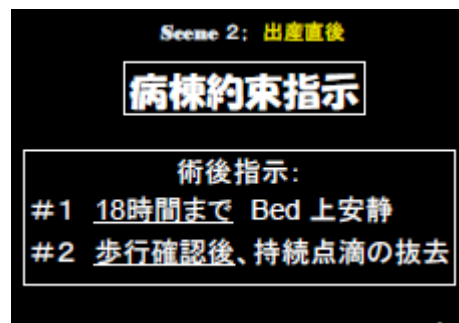 Scene 2; 出産直後
病棟約束指示
術後指示:
#1 18時間まで Bed 上安静
#2 歩行確認後、持続点滴の抜去